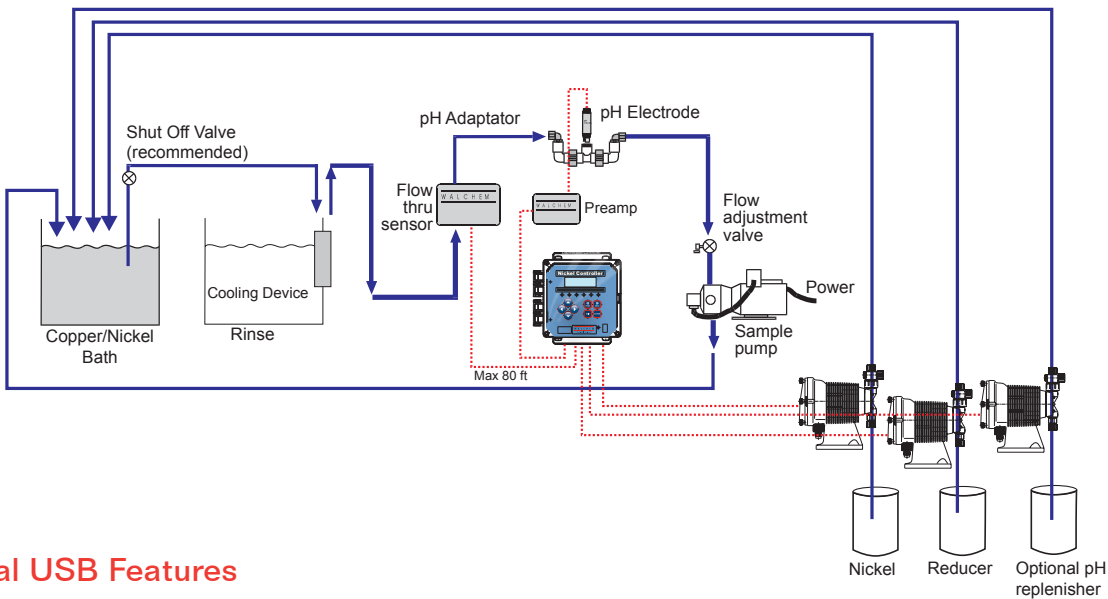 Shut Off Valve
(recommended)
pH Adaptator
pH Electrode
Flow
thru
sensor
WALCHEM
WALCHEM
Preamp
Flow
adjustment
valve
Nickel Controller
Power
Cooling Device
Copper/Nickel
Bath
Rinse
Sample
pump
Max 80 ft
Nickel
Reducer
Optional pH
replenisher
al USB Features